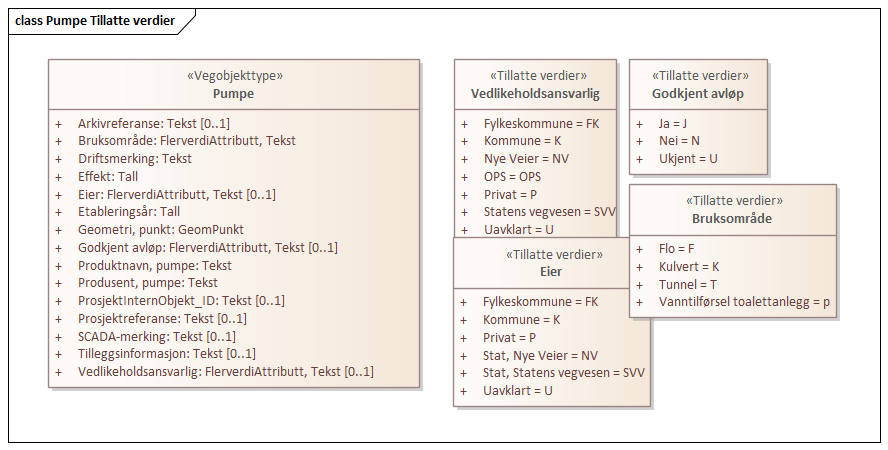 class Pumpe Tillatte verdier
«Vegobjekttype»
Pumpe
+ Arkivreferanse: Tekst [0..1]
+ Bruksområde: FlerverdiAttributt, Tekst
+ Driftsmerking: Tekst
+ Effekt: Tall
+ Eier: FlerverdiAttributt, Tekst [0..1]
+ Etableringsår: Tall
+ Geometri, punkt: GeomPunkt
+ Godkjent avløp: FlerverdiAttributt, Tekst [0..1]
+ Produktnavn, pumpe: Tekst
+ Produsent, pumpe: Tekst
+ ProsjektInternObjekt_ID: Tekst [0..1]
+ Prosjektreferanse: Tekst [0..1]
+ SCADA-merking: Tekst [0..1]
+ Tilleggsinformasjon: Tekst [0..1]
+ Vedlikeholdsansvarlig: FlerverdiAttributt, Tekst [0..1]
«Tillatte verdier»
Vedlikeholdsansvarlig
+ Fylkeskommune = FK
+ Kommune = K
+ Nye Veier = NV
+ OPS = OPS
+ Privat = P
+ Statens vegvesen = SVV
+ Uavklart = U
«Tillatte verdier»
Eier
+ Fylkeskommune = FK
+ Kommune = K
+ Privat = P
+ Stat, Nye Veier = NV
+ Stat, Statens vegvesen = SVV
+ Uavklart = U
«Tillatte verdier»
Godkjent avløp
+ Ja = J
+ Nei = N
+ Ukjent = U
«Tillatte verdier»
Bruksområde
+ Flo = F
+ Kulvert = K
+ Tunnel = T
+ Vanntilførsel toalettanlegg = p